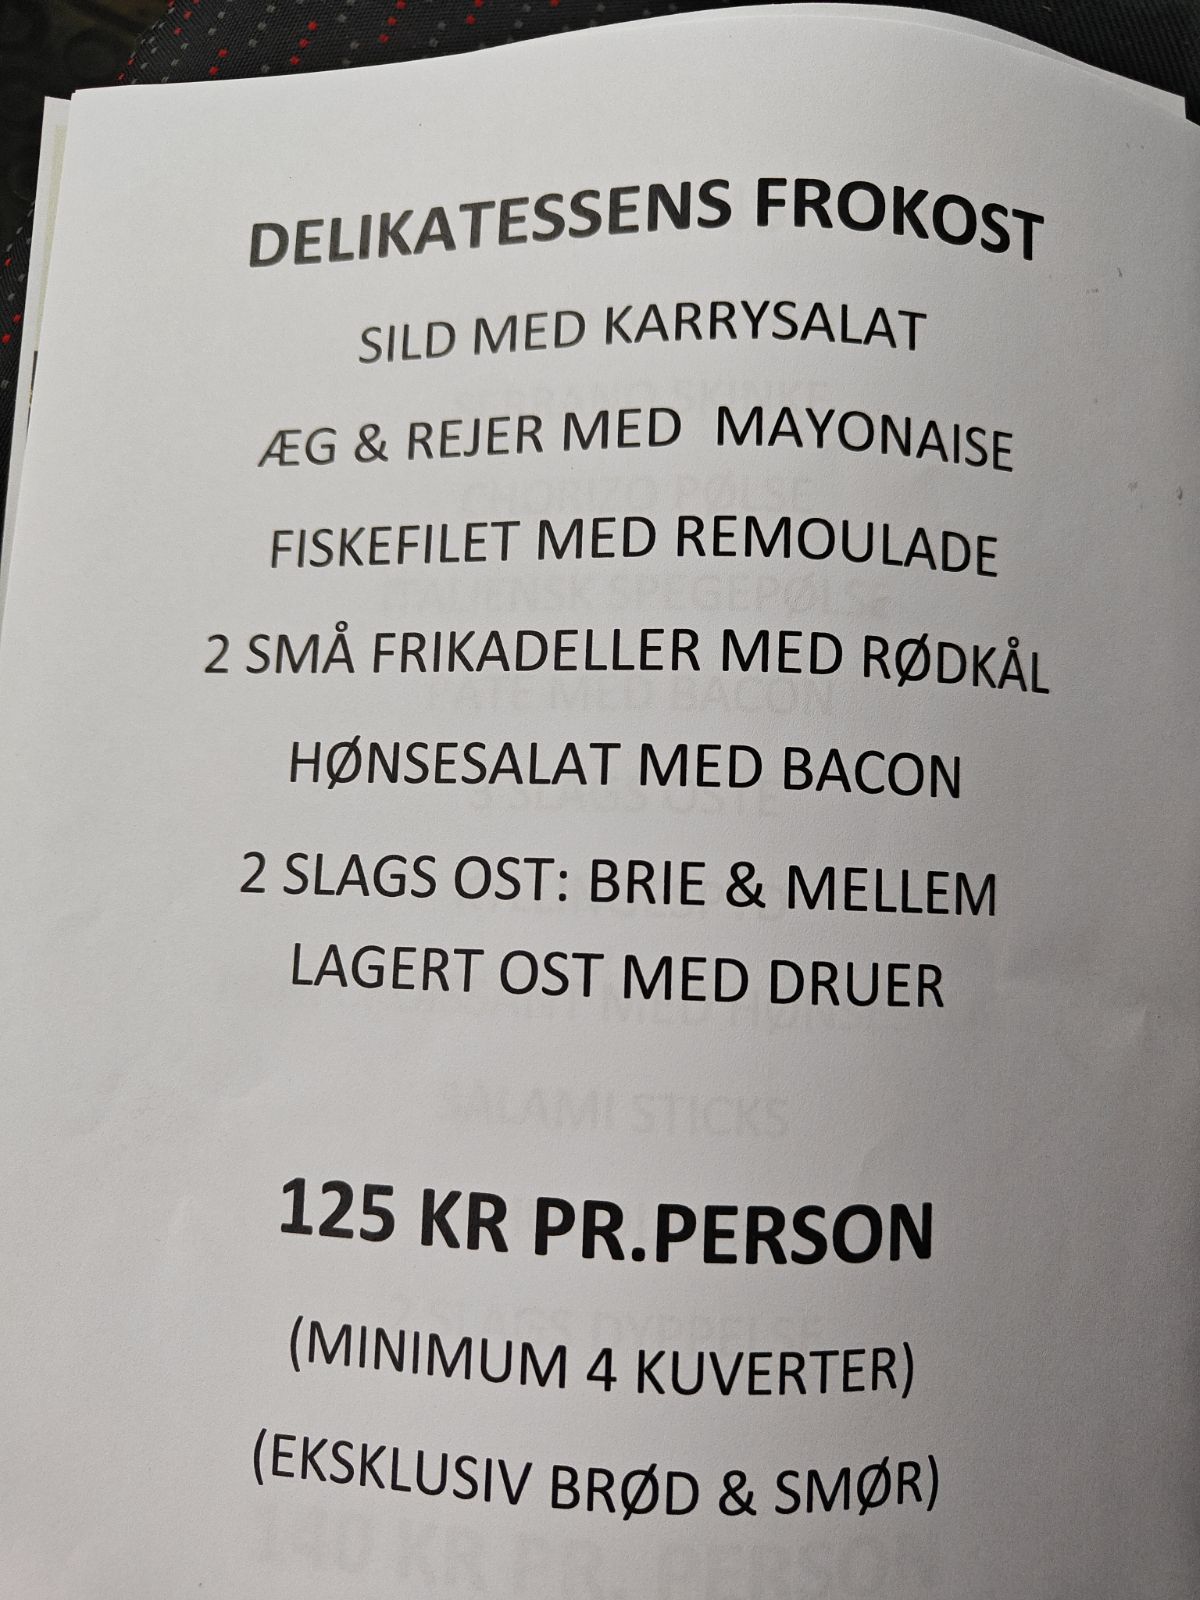 DELIKATESSENS FROKOST
SILD MED KARRYSALAT
ÆG & REJER MED MAYONAISE
FISKEFILET MED REMOULADE
2 SMÅ FRIKADELLER MED RØDKÅL
HØNSESALAT MED BACON
2 SLAGS OST: BRIE & MELLEM
LAGERT OST MED DRUER
125 KR PR.PERSON
(MINIMUM 4 KUVERTER)
(EKSKLUSIV BRØD & SMØR)